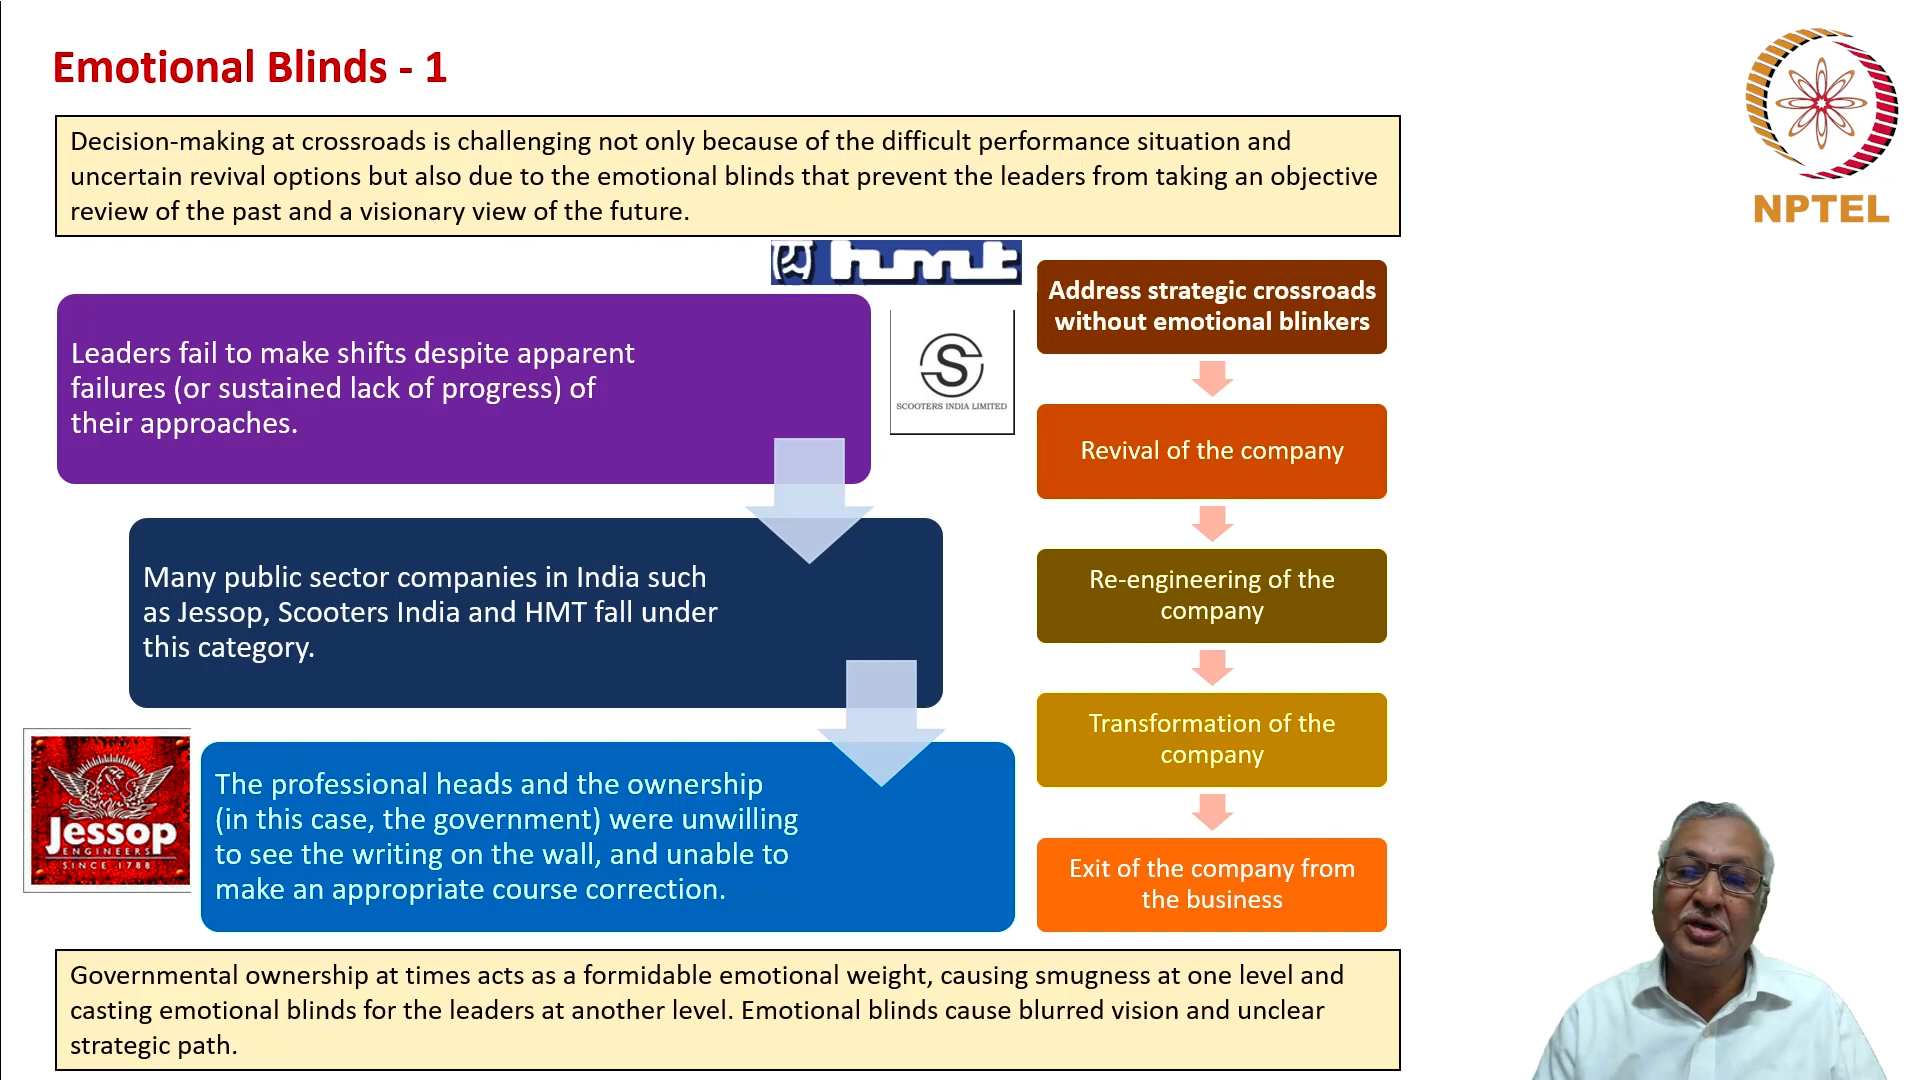 Emotional Blinds - 1
Decision-making at crossroads is challenging not only because of the difficult performance situation and
uncertain revival options but also due to the emotional blinds that prevent the leaders from taking an objective
review of the past and a visionary view of the future.
NPTEL
hmt
Leaders fail to make shifts despite apparent
failures (or sustained lack of progress) of
their approaches.
S
SCOOTERS INDIA LIMITED
Many public sector companies in India such
as Jessop, Scooters India and HMT fall under
this category.
Jessop
ENGINEERS
SINCE 1788
The professional heads and the ownership
(in this case, the government) were unwilling
to see the writing on the wall, and unable to
make an appropriate course correction.
Address strategic crossroads
without emotional blinkers
Revival of the company
Re-engineering of the
company
Transformation of the
company
Exit of the company from
the business
Governmental ownership at times acts as a formidable emotional weight, causing smugness at one level and
casting emotional blinds for the leaders at another level. Emotional blinds cause blurred vision and unclear
strategic path.